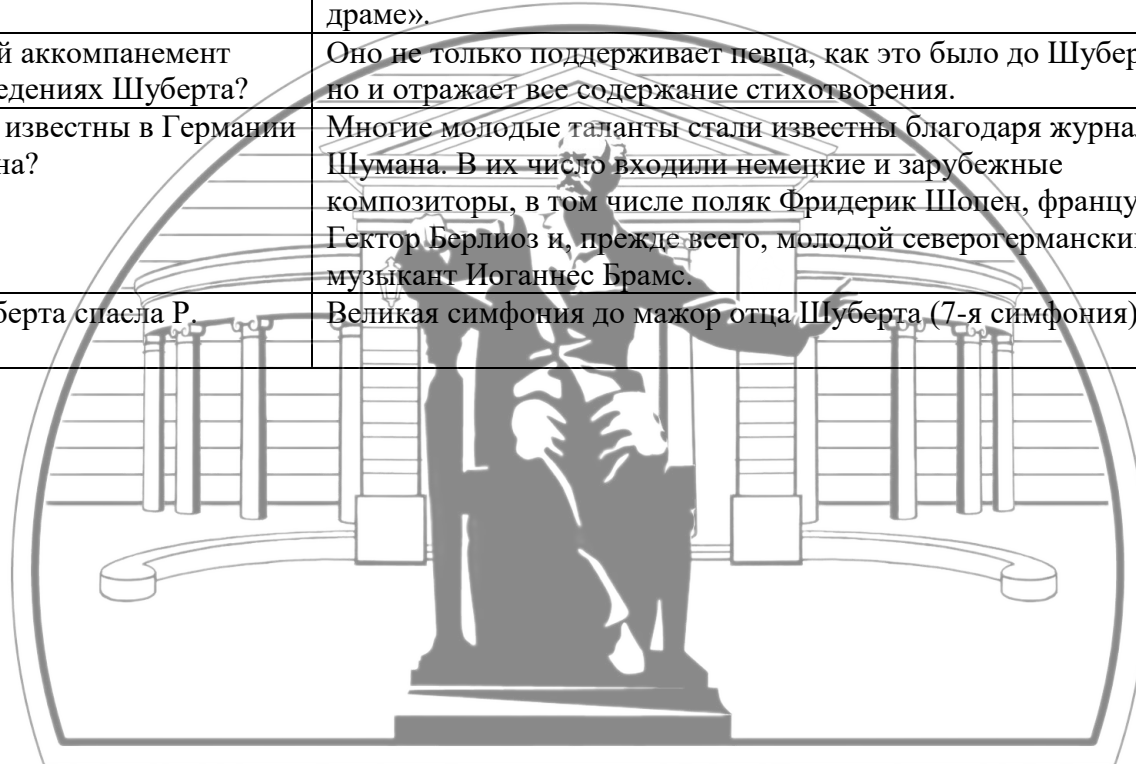 драме».
й аккомпанемент
едениях Шуберта?
Оно не только поддерживает певца, как это было до Шубер
но и отражает все содержание стихотворения.
известны в Германии
на?
Многие молодые таланты стали известны благодаря журна
Шумана. В их число входили немецкие и зарубежные
композиторы, в том числе поляк Фридерик Шопен, францу
Гектор Берлиоз и, прежде всего, молодой северогермански
музыкант Иоганнес Брамс.
берта спасла Р.
Великая симфония до мажор отца Шуберта (7-я симфония)